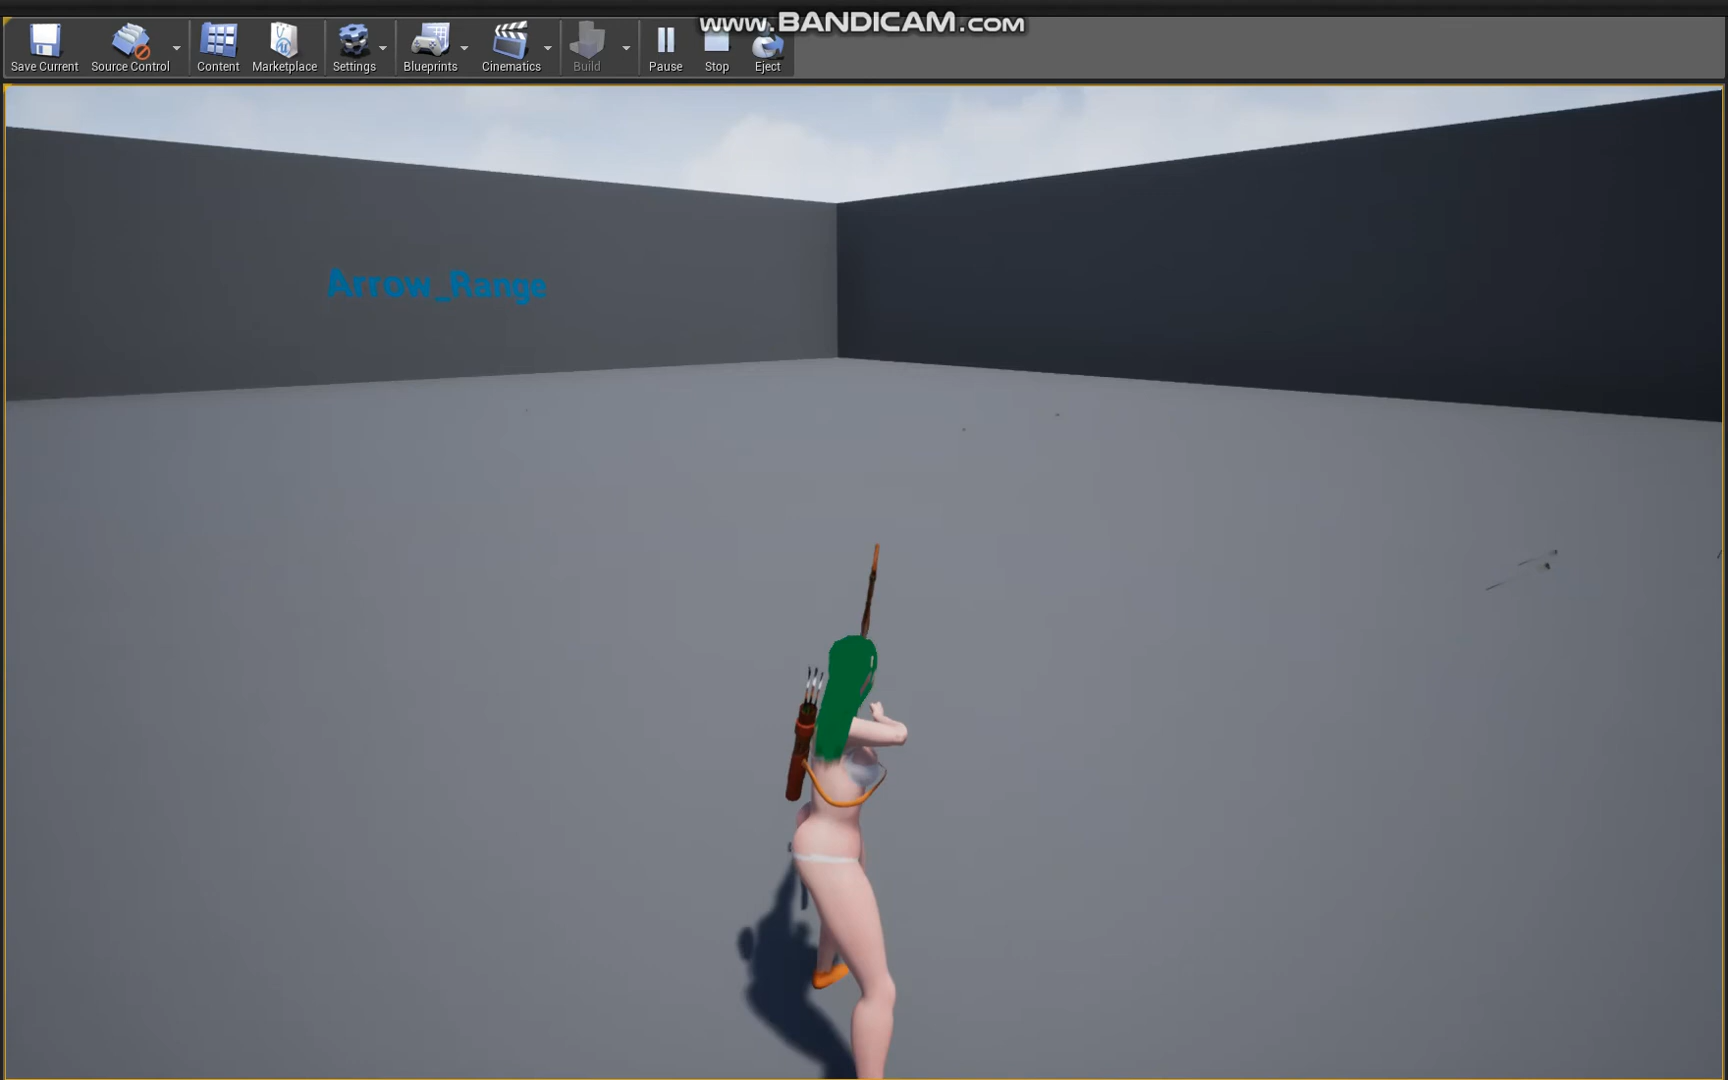 www.BANDICAM.com
Save Current Source Control Content Marketplace Settings Blueprints Cinematics Build Pause Stop Eject
Arrow_Range